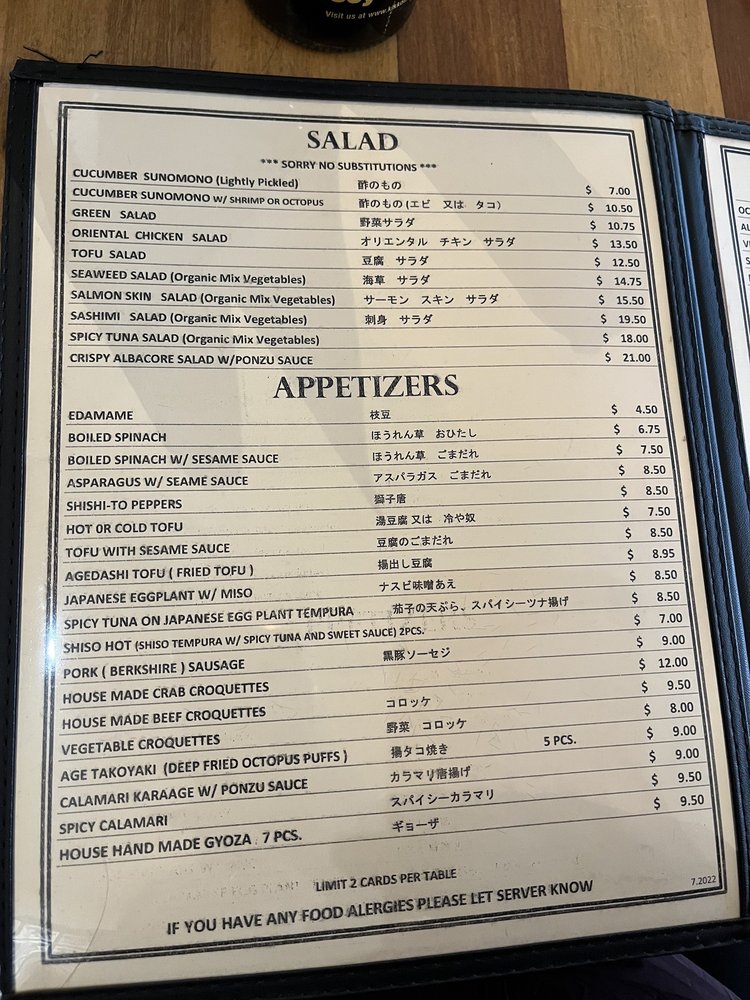 Visit us at www.kikko
SALAD
*** SORRY NO SUBSTITUTIONS ***
CUCUMBER SUNOMONO (Lightly Pickled) 酢のもの $ 7.00
CUCUMBER SUNOMONO W/ SHRIMP OR OCTOPUS 酢のもの (エビ 又は タコ) $ 10.50
GREEN SALAD 野菜サラダ $ 10.75
ORIENTAL CHICKEN SALAD オリエンタル チキン サラダ $ 13.50
TOFU SALAD 豆腐 サラダ $ 12.50
SEAWEED SALAD (Organic Mix Vegetables) 海草 サラダ $ 14.75
SALMON SKIN SALAD (Organic Mix Vegetables) サーモン スキン サラダ $ 15.50
SASHIMI SALAD (Organic Mix Vegetables) 刺身 サラダ $ 19.50
SPICY TUNA SALAD (Organic Mix Vegetables) $ 18.00
CRISPY ALBACORE SALAD W/PONZU SAUCE $ 21.00
APPETIZERS
EDAMAME 枝豆 $ 4.50
BOILED SPINACH ほうれん草 おひたし $ 6.75
BOILED SPINACH W/ SESAME SAUCE ほうれん草 ごまだれ $ 7.50
ASPARAGUS W/ SEAME SAUCE アスパラガス ごまだれ $ 8.50
SHISHI-TO PEPPERS 獅子唐 $ 8.50
HOT 0R COLD TOFU 湯豆腐 又は 冷や奴 $ 7.50
TOFU WITH SESAME SAUCE 豆腐のごまだれ $ 8.50
AGEDASHI TOFU ( FRIED TOFU ) 揚出し豆腐 $ 8.95
JAPANESE EGGPLANT W/ MISO ナスビ味噌あえ $ 8.50
SPICY TUNA ON JAPANESE EGG PLANT TEMPURA 茄子の天ぷら、スパイシーツナ揚げ $ 8.50
SHISO HOT (SHISO TEMPURA W/ SPICY TUNA AND SWEET SAUCE) 2PCS. $ 7.00
PORK ( BERKSHIRE ) SAUSAGE 黒豚ソーセジ $ 9.00
HOUSE MADE CRAB CROQUETTES $ 12.00
HOUSE MADE BEEF CROQUETTES コロッケ $ 9.50
VEGETABLE CROQUETTES 野菜 コロッケ $ 8.00
AGE TAKOYAKI (DEEP FRIED OCTOPUS PUFFS ) 揚タコ焼き 5 PCS. $ 9.00
CALAMARI KARAAGE W/ PONZU SAUCE カラマリ唐揚げ $ 9.00
SPICY CALAMARI スパイシーカラマリ $ 9.50
HOUSE HAND MADE GYOZA 7 PCS. ギョーザ $ 9.50
LIMIT 2 CARDS PER TABLE
7.2022
IF YOU HAVE ANY FOOD ALERGIES PLEASE LET SERVER KNOW